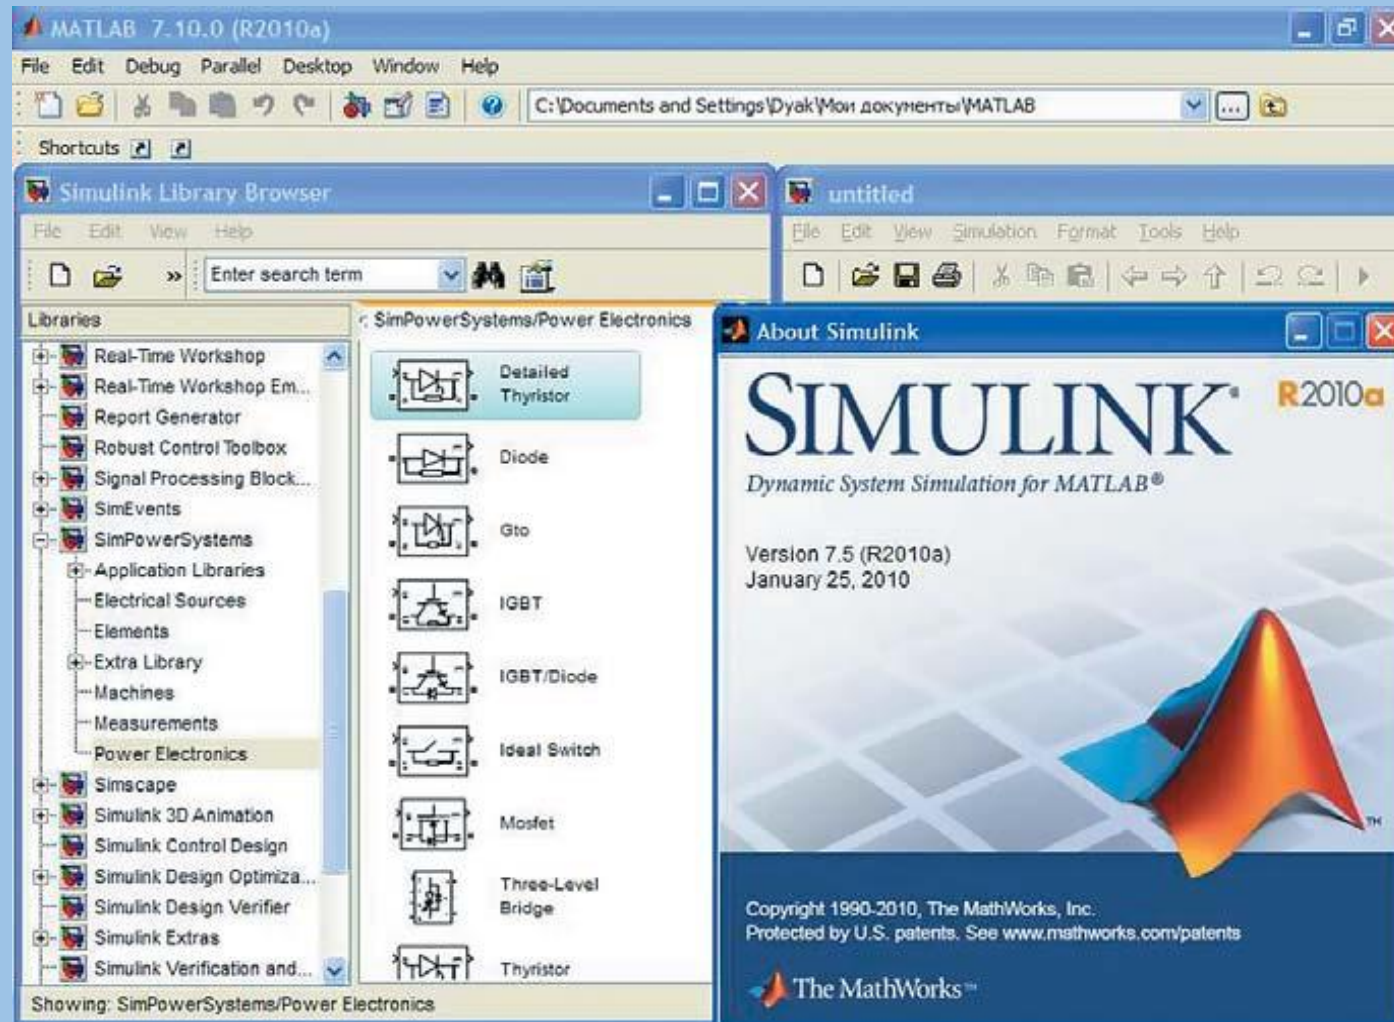 MATLAB 7.10.0 (R2010a)
File Edit Debug Parallel Desktop Window Help
C:\Documents and Settings\Dyak\Мои документы\MATLAB
Shortcuts
Simulink Library Browser
File Edit View Help
Enter search term
Libraries
Real-Time Workshop
Real-Time Workshop Em...
Report Generator
Robust Control Toolbox
Signal Processing Block...
SimEvents
SimPowerSystems
Application Libraries
Electrical Sources
Elements
Extra Library
Machines
Measurements
Power Electronics
Simscape
Simulink 3D Animation
Simulink Control Design
Simulink Design Optimiza...
Simulink Design Verifier
Simulink Extras
Simulink Verification and...
SimPowerSystems/Power Electronics
Detailed
Thyristor
Diode
Gto
IGBT
IGBT/Diode
Ideal Switch
Mosfet
Three-Level
Bridge
Thyristor
Showing: SimPowerSystems/Power Electronics
untitled
File Edit View Simulation Format Tools Help
About Simulink
SIMULINK® R2010a
Dynamic System Simulation for MATLAB®
Version 7.5 (R2010a)
January 25, 2010
TM
Copyright 1990-2010, The MathWorks, Inc.
Protected by U.S. patents. See www.mathworks.com/patents
The MathWorks™